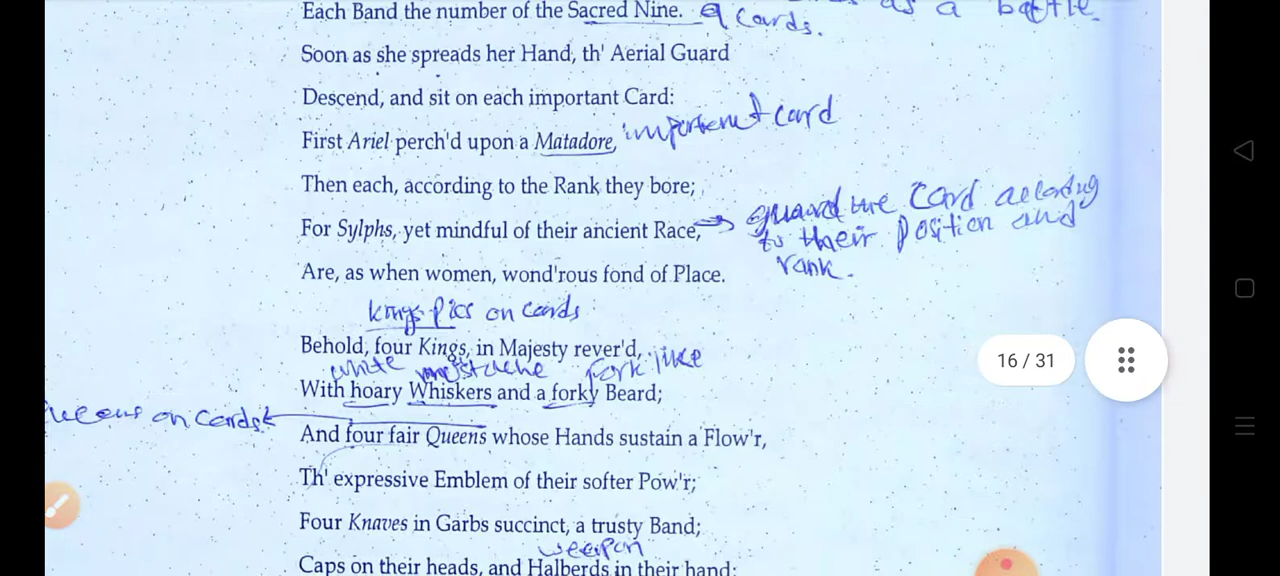 as a battle.
Each Band the number of the Sacred Nine. 9 Cards.
Soon as she spreads her Hand, th' Aerial Guard
Descend, and sit on each important Card:
First Ariel perch'd upon a Matadore, importent card
Then each, according to the Rank they bore;
For Sylphs, yet mindful of their ancient Race, → guard the Card according
to their position and
rank.
Are, as when women, wond'rous fond of Place.
kings pics on cards
Behold, four Kings, in Majesty rever'd,
white mustache fork like
With hoary Whiskers and a forky Beard;
ueens on cards
And four fair Queens whose Hands sustain a Flow'r,
Th' expressive Emblem of their softer Pow'r;
Four Knaves in Garbs succinct, a trusty Band;
weepon
Caps on their heads, and Halberds in their hand;
16 / 31